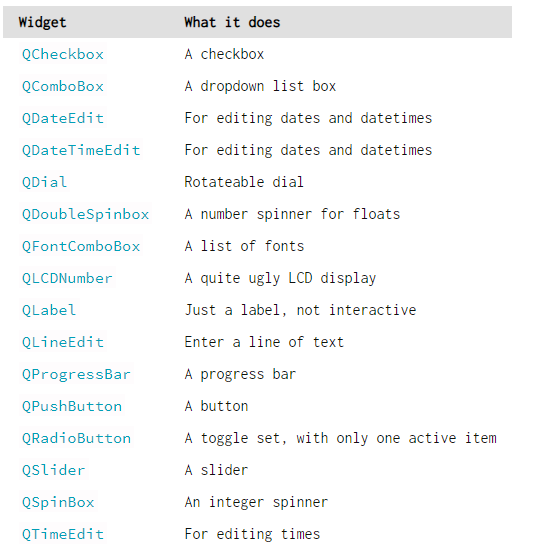 Widget What it does
QCheckbox A checkbox
QComboBox A dropdown list box
QDateEdit For editing dates and datetimes
QDateTimeEdit For editing dates and datetimes
QDial Rotateable dial
QDoubleSpinbox A number spinner for floats
QFontComboBox A list of fonts
QLCDNumber A quite ugly LCD display
QLabel Just a label, not interactive
QLineEdit Enter a line of text
QProgressBar A progress bar
QPushButton A button
QRadioButton A toggle set, with only one active item
QSlider A slider
QSpinBox An integer spinner
QTimeEdit For editing times